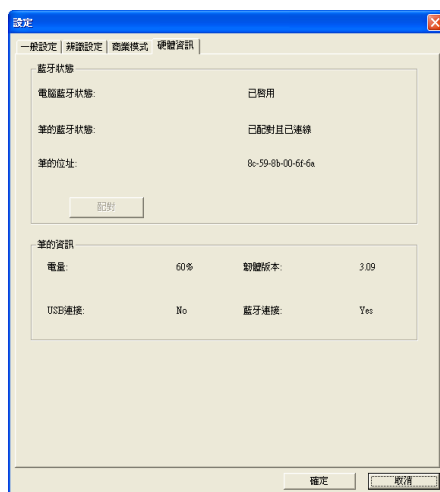 設定
一般設定 辨識設定 商業模式 硬體資訊
藍牙狀態
電腦藍牙狀態: 已啓用
筆的藍牙狀態: 已配對且已連線
筆的位址: 8c-59-8b-00-6f-6a
配對
筆的資訊
電量: 60% 韌體版本: 3.09
USB連接: No 藍牙連接: Yes
確定 取消